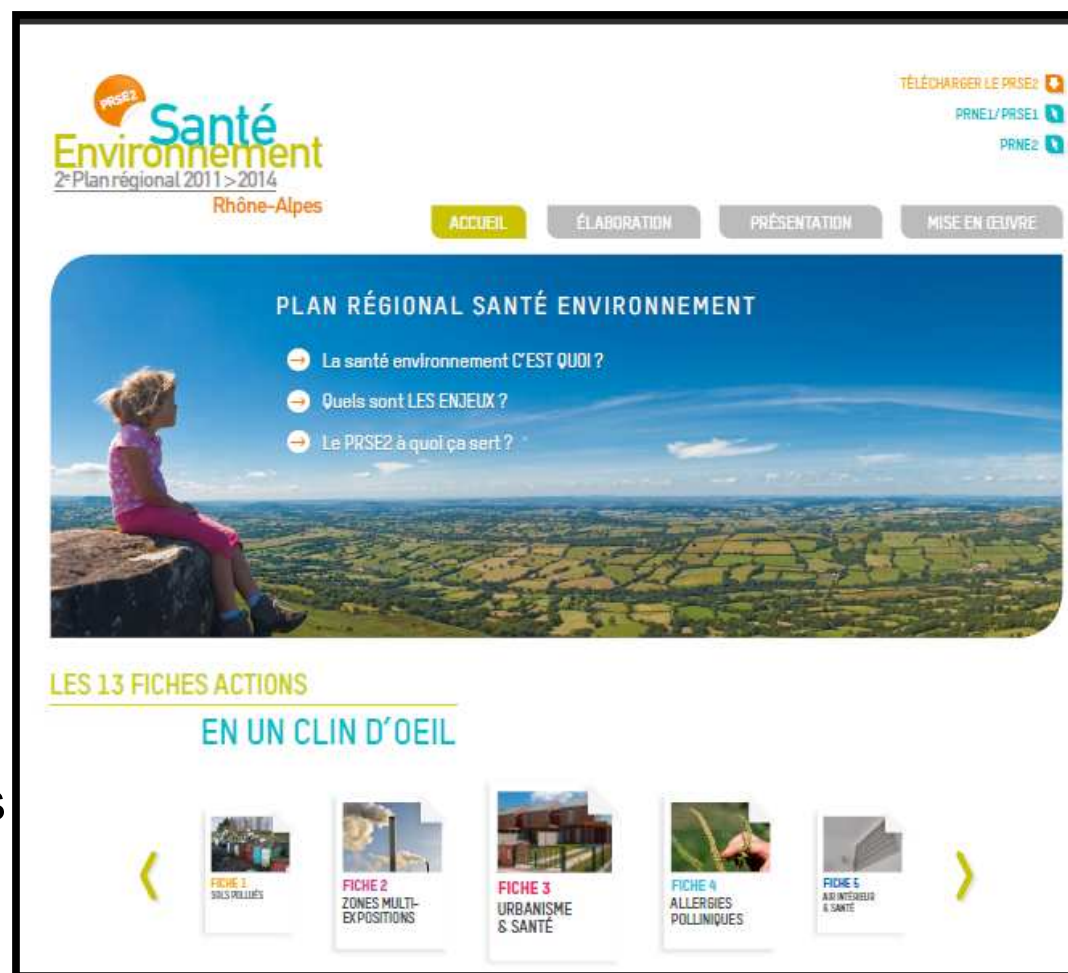 PRSE2
Santé
Environnement
2e Plan régional 2011>2014
Rhône-Alpes
TÉLÉCHARGER LE PRSE2
PRNE1/PRSE1
PRNE2
ACCUEIL
ÉLABORATION
PRÉSENTATION
MISE EN ŒUVRE
PLAN RÉGIONAL SANTÉ ENVIRONNEMENT
La santé environnement C'EST QUOI ?
Quels sont LES ENJEUX ?
Le PRSE2 à quoi ça sert ?
LES 13 FICHES ACTIONS
EN UN CLIN D'OEIL
s
FICHE 1
SOLS POLLUÉS
FICHE 2
ZONES MULTI-
EXPOSITIONS
FICHE 3
URBANISME
& SANTÉ
FICHE 4
ALLERGIES
POLLINIQUES
FICHE 5
AIR INTÉRIEUR
& SANTÉ